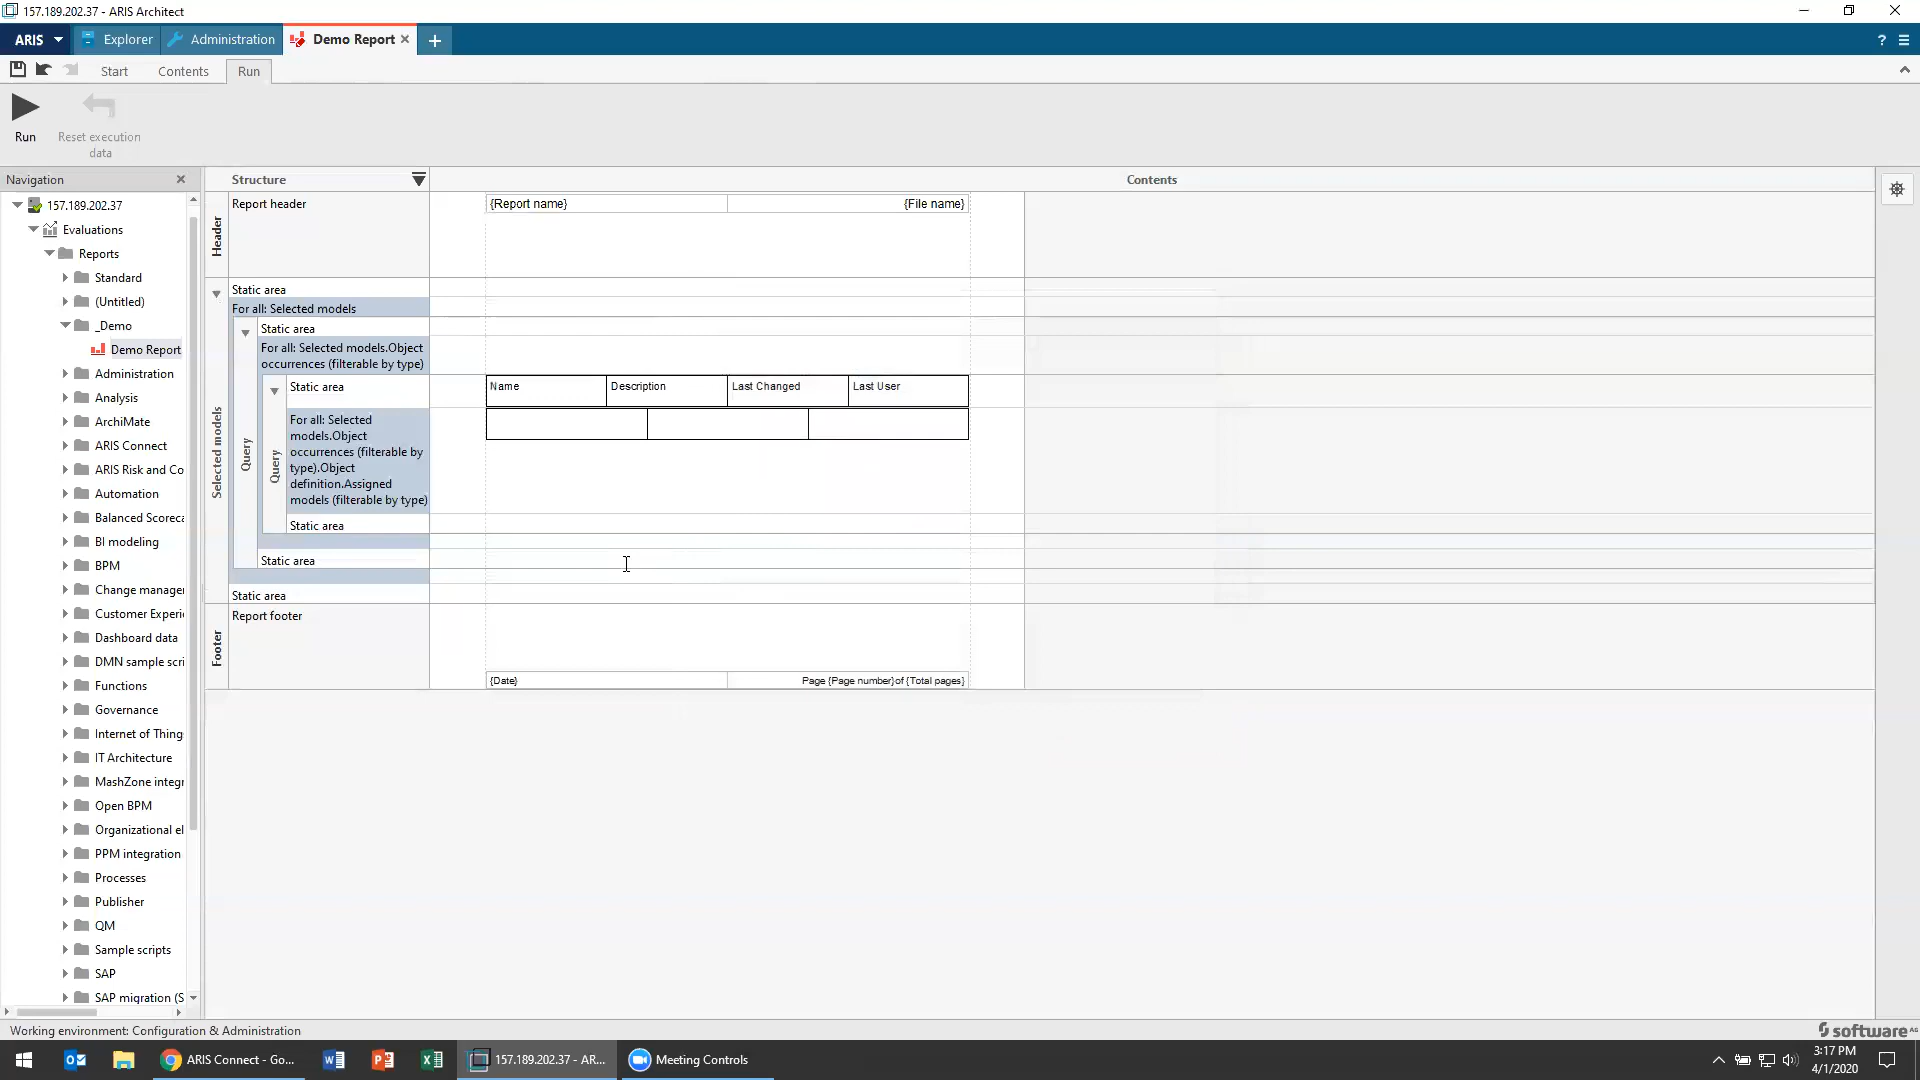 157.189.202.37 - ARIS Architect
ARIS
Explorer
Administration
Demo Report
?
Start
Contents
Run
Run
Reset execution
data
Navigation
157.189.202.37
Evaluations
Reports
Standard
(Untitled)
_Demo
Demo Report
Administration
Analysis
ArchiMate
ARIS Connect
ARIS Risk and Co
Automation
Balanced Scoreca
BI modeling
BPM
Change manager
Customer Experi
Dashboard data
DMN sample scri
Functions
Governance
Internet of Thing
IT Architecture
MashZone integr
Open BPM
Organizational el
PPM integration
Processes
Publisher
QM
Sample scripts
SAP
SAP migration (S
Structure
Contents
Header
Report header
{Report name}
{File name}
Selected models
Static area
For all: Selected models
Query
Static area
For all: Selected models.Object
occurrences (filterable by type)
Query
Static area
Name
Description
Last Changed
Last User
For all: Selected
models.Object
occurrences (filterable by
type).Object
definition.Assigned
models (filterable by type)
Static area
Static area
Static area
Footer
Report footer
{Date}
Page {Page number}of {Total pages}
Working environment: Configuration & Administration
software AG
ARIS Connect - Go...
157.189.202.37 - AR...
Meeting Controls
3:17 PM
4/1/2020